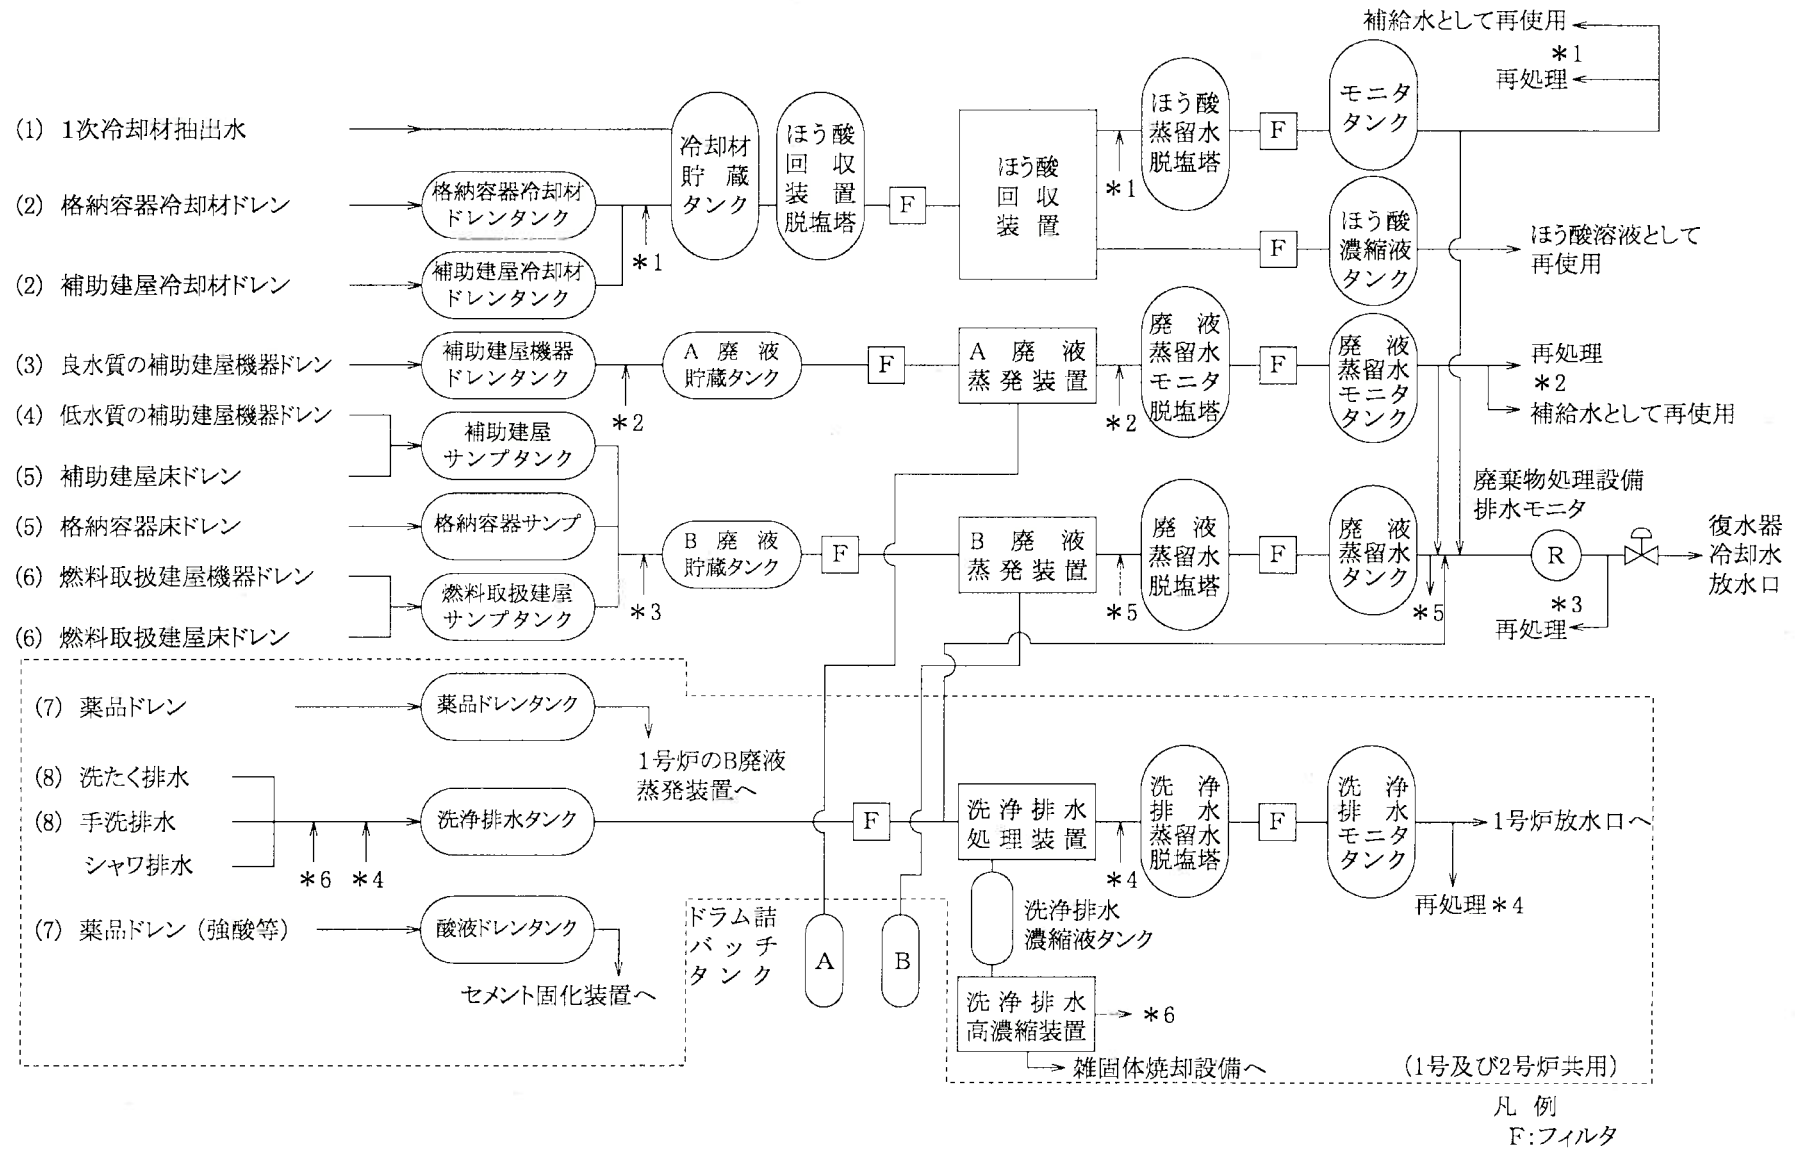 補給水として再使用
*1
再処理
(1) 1次冷却材抽出水
冷却材
貯蔵
タンク
ほう酸
回収
装置
脱塩塔
F
ほう酸
回収
装置
*1
ほう酸
蒸留水
脱塩塔
F
モニタ
タンク
(2) 格納容器冷却材ドレン
格納容器冷却材
ドレンタンク
*1
(2) 補助建屋冷却材ドレン
補助建屋冷却材
ドレンタンク
F
ほう酸
濃縮液
タンク
ほう酸溶液として
再使用
(3) 良水質の補助建屋機器ドレン
補助建屋機器
ドレンタンク
*2
A廃液
貯蔵タンク
F
A廃液
蒸発装置
*2
廃液
蒸留水
モニタ
脱塩塔
F
廃液
蒸留水
モニタ
タンク
再処理
*2
補給水として再使用
(4) 低水質の補助建屋機器ドレン
補助建屋
サンプタンク
(5) 補助建屋床ドレン
(5) 格納容器床ドレン
格納容器サンプ
(6) 燃料取扱建屋機器ドレン
燃料取扱建屋
サンプタンク
(6) 燃料取扱建屋床ドレン
*3
B廃液
貯蔵タンク
F
B廃液
蒸発装置
*5
廃液
蒸留水
脱塩塔
F
廃液
蒸留水
タンク
*5
廃棄物処理設備
排水モニタ
R
*3
再処理
復水器
冷却水
放水口
(7) 薬品ドレン
薬品ドレンタンク
1号炉のB廃液
蒸発装置へ
(8) 洗たく排水
(8) 手洗排水
シャワ排水
*6
*4
洗浄排水タンク
F
洗浄排水
処理装置
*4
洗浄
排水
蒸留水
脱塩塔
F
洗浄
排水
モニタ
タンク
1号炉放水口へ
再処理*4
(7) 薬品ドレン(強酸等)
酸液ドレンタンク
セメント固化装置へ
ドラム詰
バッチ
タンク
A
B
洗浄排水
濃縮液タンク
洗浄排水
高濃縮装置
*6
雑固体焼却設備へ
(1号及び2号炉共用)
凡例
F:フィルタ